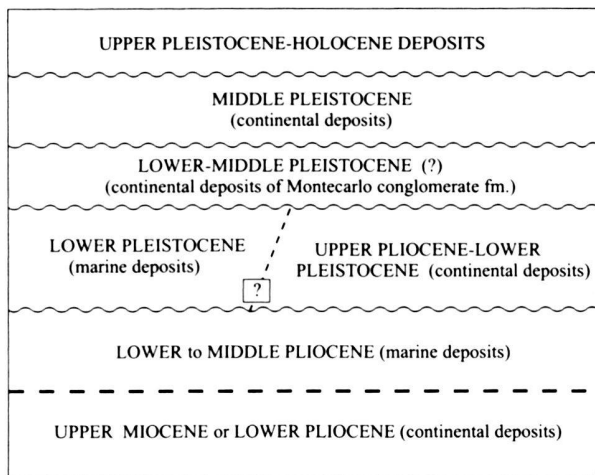 UPPER PLEISTOCENE-HOLOCENE DEPOSITS
MIDDLE PLEISTOCENE
(continental deposits)
LOWER-MIDDLE PLEISTOCENE (?)
(continental deposits of Montecarlo conglomerate fm.)
LOWER PLEISTOCENE
(marine deposits)
UPPER PLIOCENE-LOWER
PLEISTOCENE (continental deposits)
?
LOWER to MIDDLE PLIOCENE (marine deposits)
UPPER MIOCENE or LOWER PLIOCENE (continental deposits)